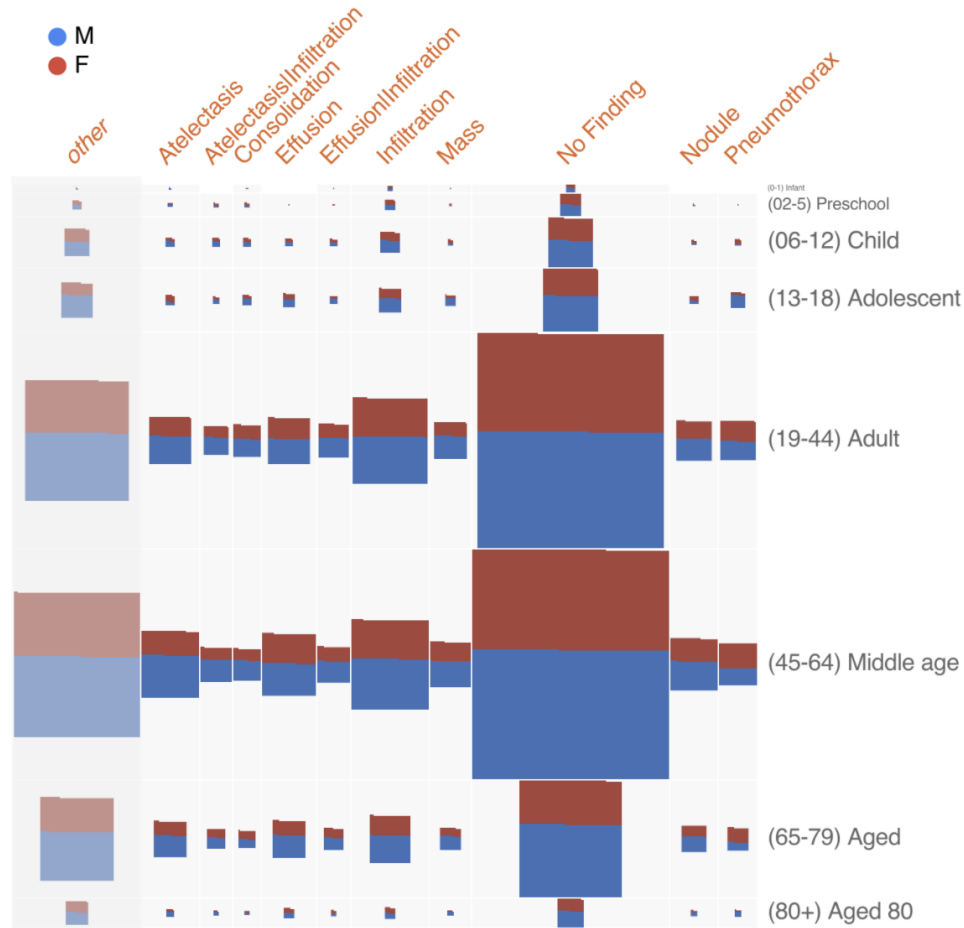 M
F
other
Atelectasis
Atelectasis|Infiltration
Consolidation
Effusion
Effusion|Infiltration
Infiltration
Mass
No Finding
Nodule
Pneumothorax
(0-1) Infant
(02-5) Preschool
(06-12) Child
(13-18) Adolescent
(19-44) Adult
(45-64) Middle age
(65-79) Aged
(80+) Aged 80